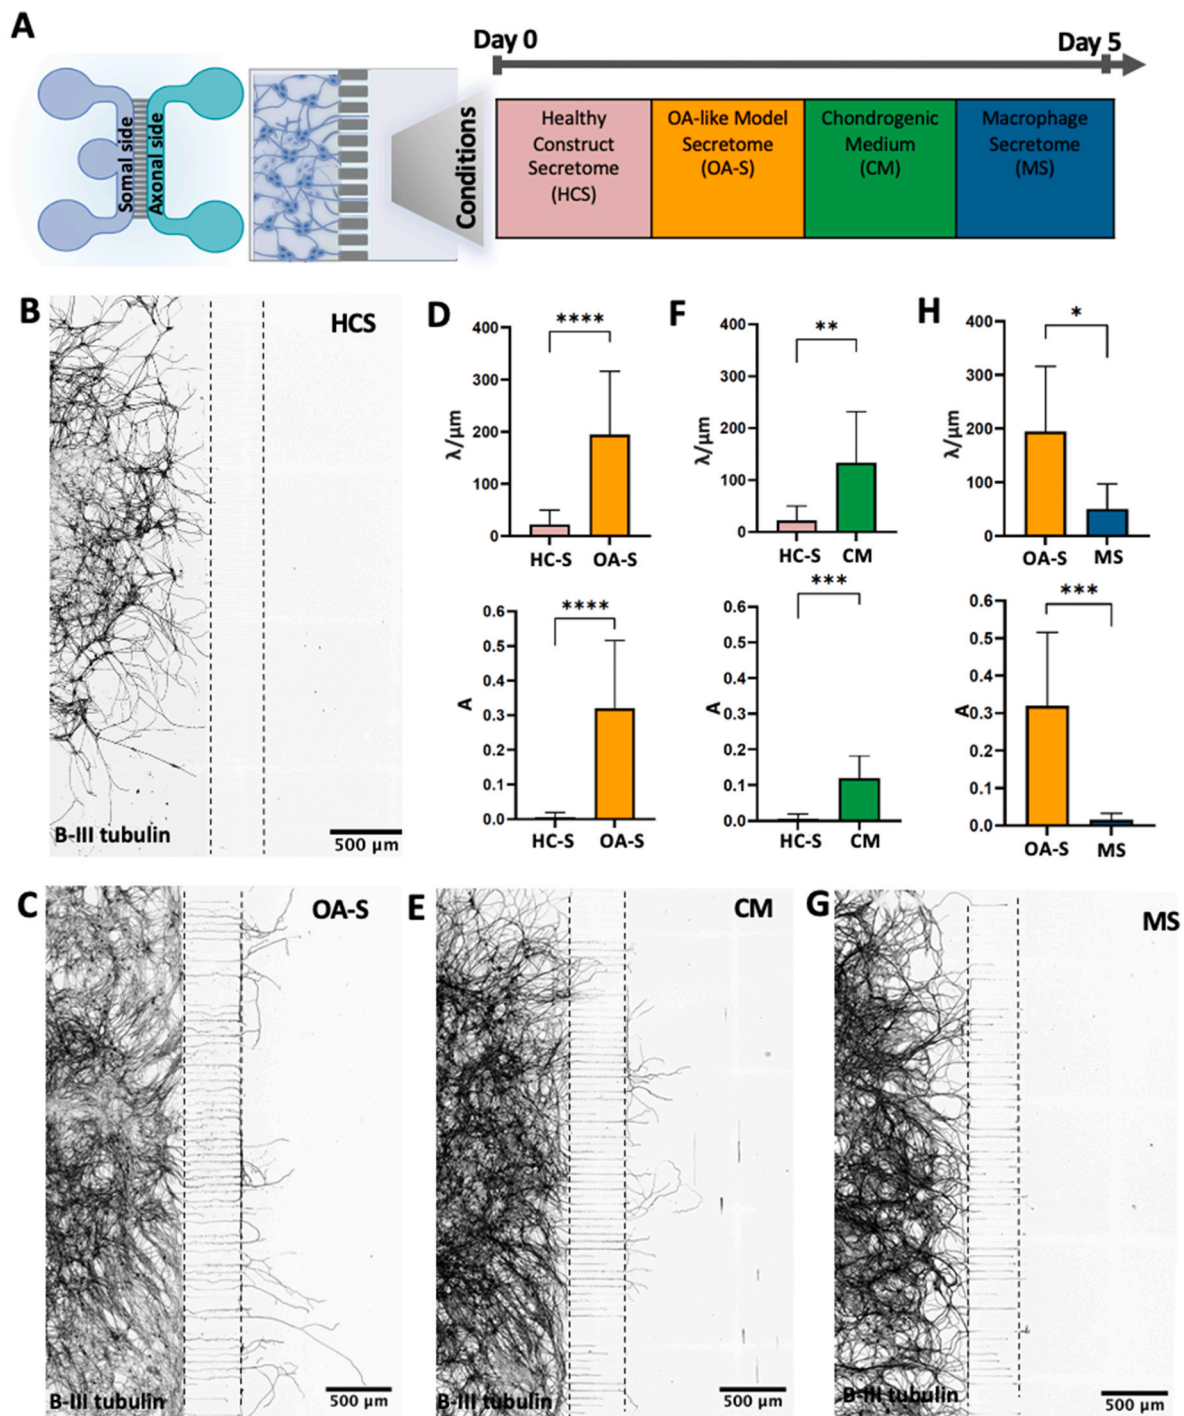 A
Day 0
Day 5
Somal side
Axonal side
Conditions
Healthy
Construct
Secretome
(HCS)
OA-like Model
Secretome
(OA-S)
Chondrogenic
Medium
(CM)
Macrophage
Secretome
(MS)
B
HCS
B-III tubulin
500 µm
D
****
400
300
200
100
0
λ/µm
HC-S OA-S
****
0.6
0.5
0.4
0.3
0.2
0.1
0.0
A
HC-S OA-S
F
**
400
300
200
100
0
λ/µm
HC-S CM
***
0.6
0.5
0.4
0.3
0.2
0.1
0.0
A
HC-S CM
H
*
400
300
200
100
0
λ/µm
OA-S MS
***
0.6
0.5
0.4
0.3
0.2
0.1
0.0
A
OA-S MS
C
OA-S
B-III tubulin
500 µm
E
CM
B-III tubulin
500 µm
G
MS
B-III tubulin
500 µm